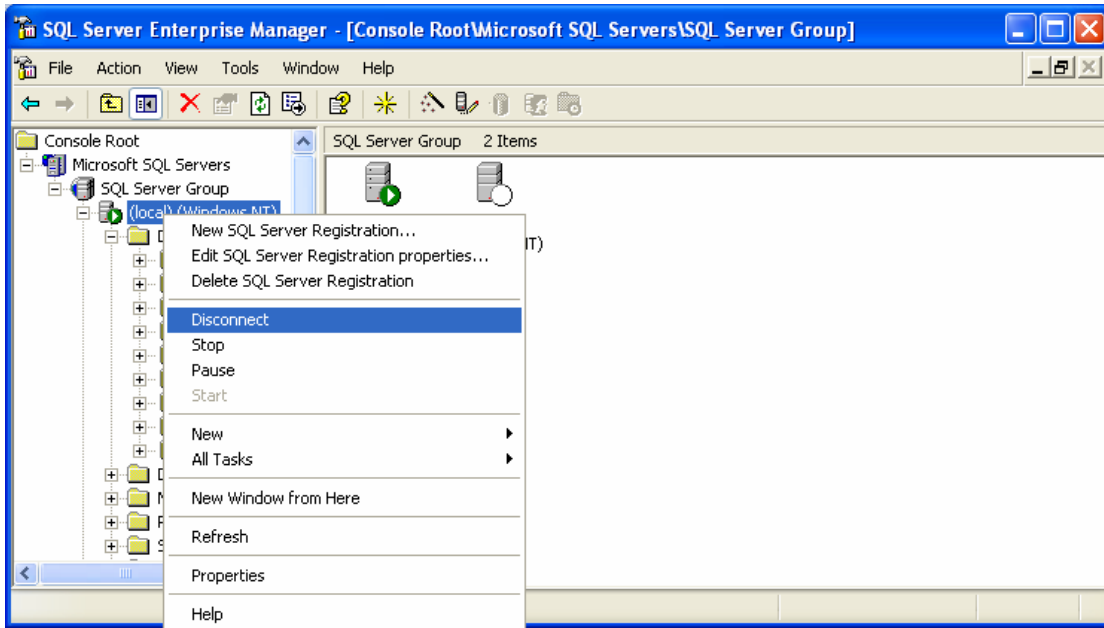 SQL Server Enterprise Manager - [Console Root\Microsoft SQL Servers\SQL Server Group]
File Action View Tools Window Help
Console Root
SQL Server Group 2 Items
Microsoft SQL Servers
SQL Server Group
(local) (Windows NT)
New SQL Server Registration...
Edit SQL Server Registration properties...
Delete SQL Server Registration
Disconnect
Stop
Pause
Start
New
All Tasks
New Window from Here
Refresh
Properties
Help